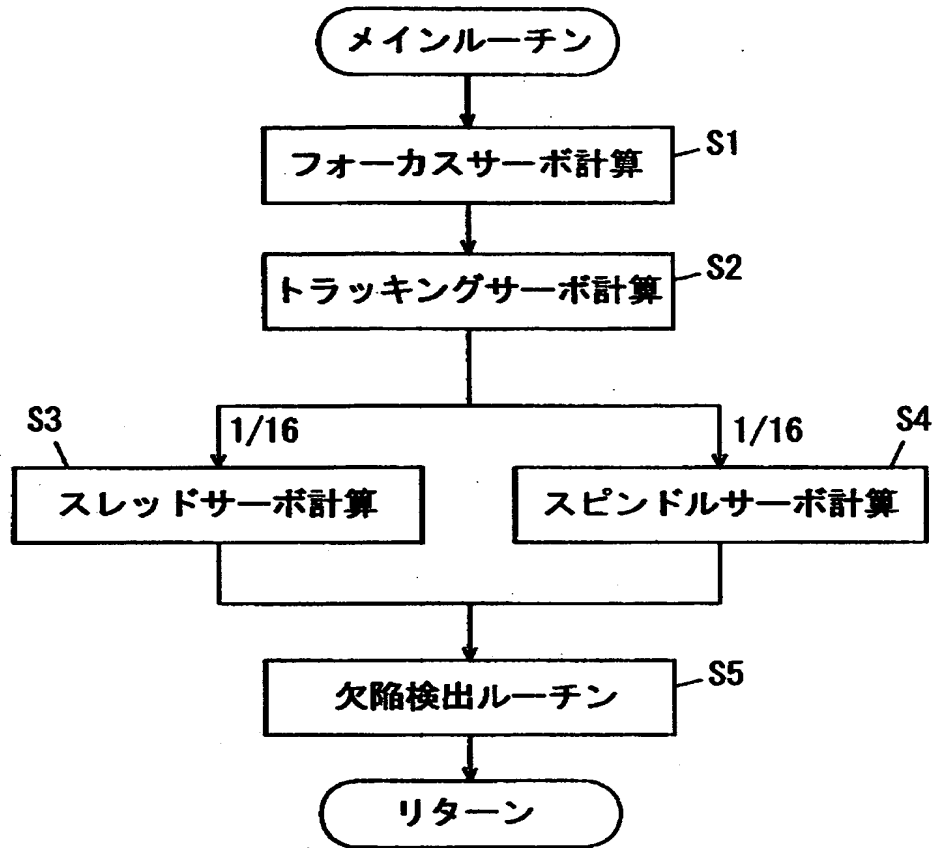 メインルーチン
フォーカスサーボ計算
S1
トラッキングサーボ計算
S2
S3
1/16
1/16
S4
スレッドサーボ計算
スピンドルサーボ計算
欠陥検出ルーチン
S5
リターン